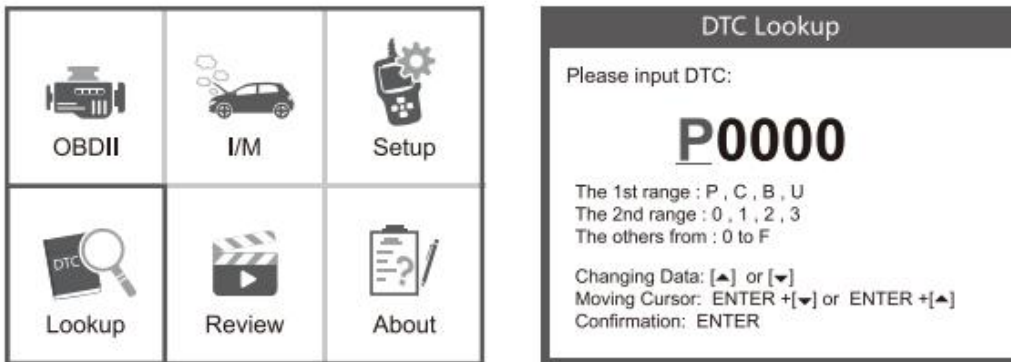 OBDII
I/M
Setup
DTC
Lookup
Review
?
About
DTC Lookup
Please input DTC:
P0000
The 1st range : P , C , B , U
The 2nd range : 0 , 1 , 2 , 3
The others from : 0 to F
Changing Data: [▲] or [▼]
Moving Cursor: ENTER +[▼] or ENTER +[▲]
Confirmation: ENTER